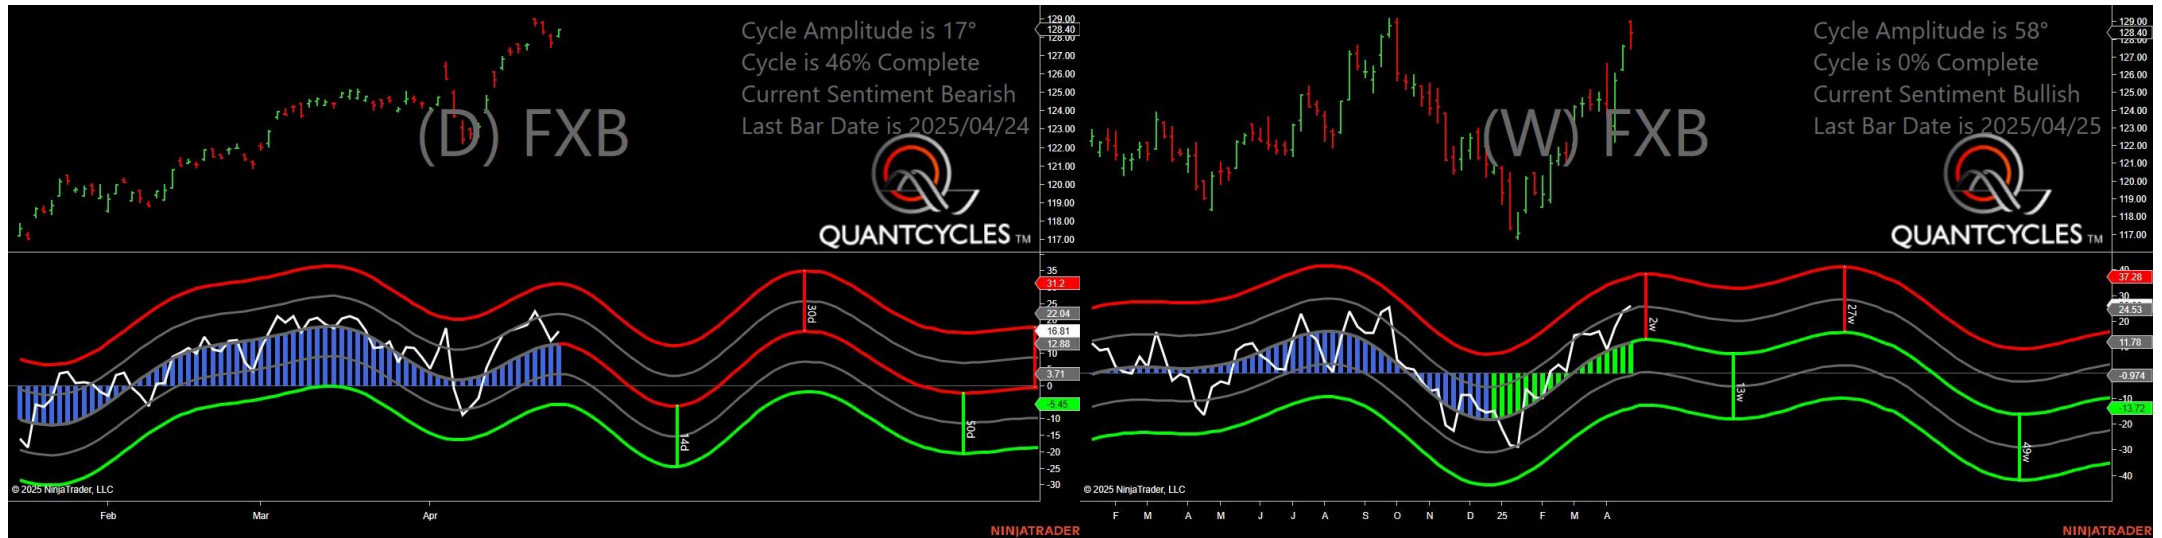 Cycle Amplitude is 17°
Cycle is 46% Complete
Current Sentiment Bearish
Last Bar Date is 2025/04/24
(D) FXB
QUANTCYCLES TM
129.00
128.40
128.00
127.00
126.00
125.00
124.00
123.00
122.00
121.00
120.00
119.00
118.00
117.00
35
31.2
25
22.04
16.81
12.88
10
3.71
0
-5.45
-10
-15
-20
-25
-30
30d
14d
50d
© 2025 NinjaTrader, LLC
Feb Mar Apr
NINJATRADER
Cycle Amplitude is 58°
Cycle is 0% Complete
Current Sentiment Bullish
Last Bar Date is 2025/04/25
(W) FXB
QUANTCYCLES TM
129.00
128.40
128.00
127.00
126.00
125.00
124.00
123.00
122.00
121.00
120.00
119.00
118.00
117.00
40
37.28
30
24.53
20
11.78
-0.974
-10
-13.72
-20
-30
-40
2w
27w
13w
49w
© 2025 NinjaTrader, LLC
F M A M J J A S O N D 25 F M A
NINJATRADER